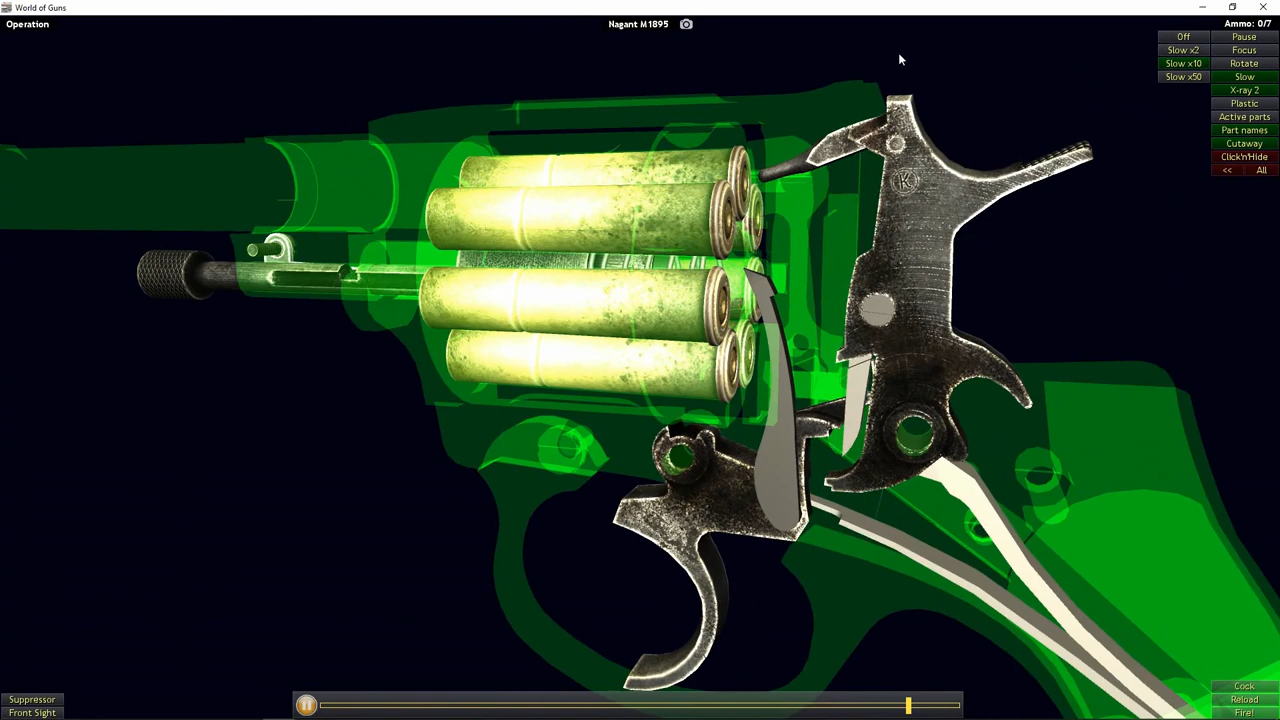 World of Guns
Operation
Nagant M1895
Ammo: 0/7
Off
Pause
Slow x2
Focus
Slow x10
Rotate
Slow x50
Slow
X-ray 2
Plastic
Active parts
Part names
Cutaway
Click'n'Hide
<< All
K
Suppressor
Front Sight
Cock
Reload
Fire!